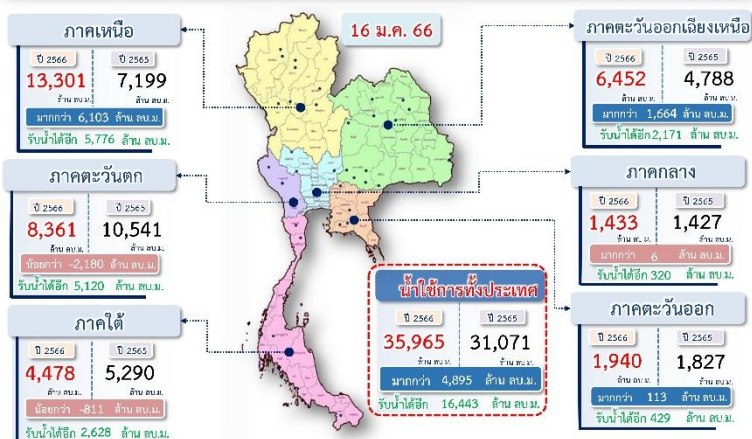 16 ม.ค. 66
ภาคเหนือ
ปี 2566 ปี 2565
13,301 7,199
ล้าน ลบ.ม. ล้าน ลบ.ม.
มากกว่า 6,103 ล้าน ลบ.ม.
รับน้ำได้อีก 5,776 ล้าน ลบ.ม.
ภาคตะวันตก
ปี 2566 ปี 2565
8,361 10,541
ล้าน ลบ.ม. ล้าน ลบ.ม.
น้อยกว่า -2,180 ล้าน ลบ.ม.
รับน้ำได้อีก 5,120 ล้าน ลบ.ม.
ภาคใต้
ปี 2566 ปี 2565
4,478 5,290
ล้าน ลบ.ม. ล้าน ลบ.ม.
น้อยกว่า -811 ล้าน ลบ.ม.
รับน้ำได้อีก 2,628 ล้าน ลบ.ม.
น้ำใช้การทั้งประเทศ
ปี 2566 ปี 2565
35,965 31,071
ล้าน ลบ.ม. ล้าน ลบ.ม.
มากกว่า 4,895 ล้าน ลบ.ม.
รับน้ำได้อีก 16,443 ล้าน ลบ.ม.
ภาคตะวันออกเฉียงเหนือ
ปี 2566 ปี 2565
6,452 4,788
ล้าน ลบ.ม. ล้าน ลบ.ม.
มากกว่า 1,664 ล้าน ลบ.ม.
รับน้ำได้อีก 2,171 ล้าน ลบ.ม.
ภาคกลาง
ปี 2566 ปี 2565
1,433 1,427
ล้าน ลบ.ม. ล้าน ลบ.ม.
มากกว่า 6 ล้าน ลบ.ม.
รับน้ำได้อีก 320 ล้าน ลบ.ม.
ภาคตะวันออก
ปี 2566 ปี 2565
1,940 1,827
ล้าน ลบ.ม. ล้าน ลบ.ม.
มากกว่า 113 ล้าน ลบ.ม.
รับน้ำได้อีก 429 ล้าน ลบ.ม.